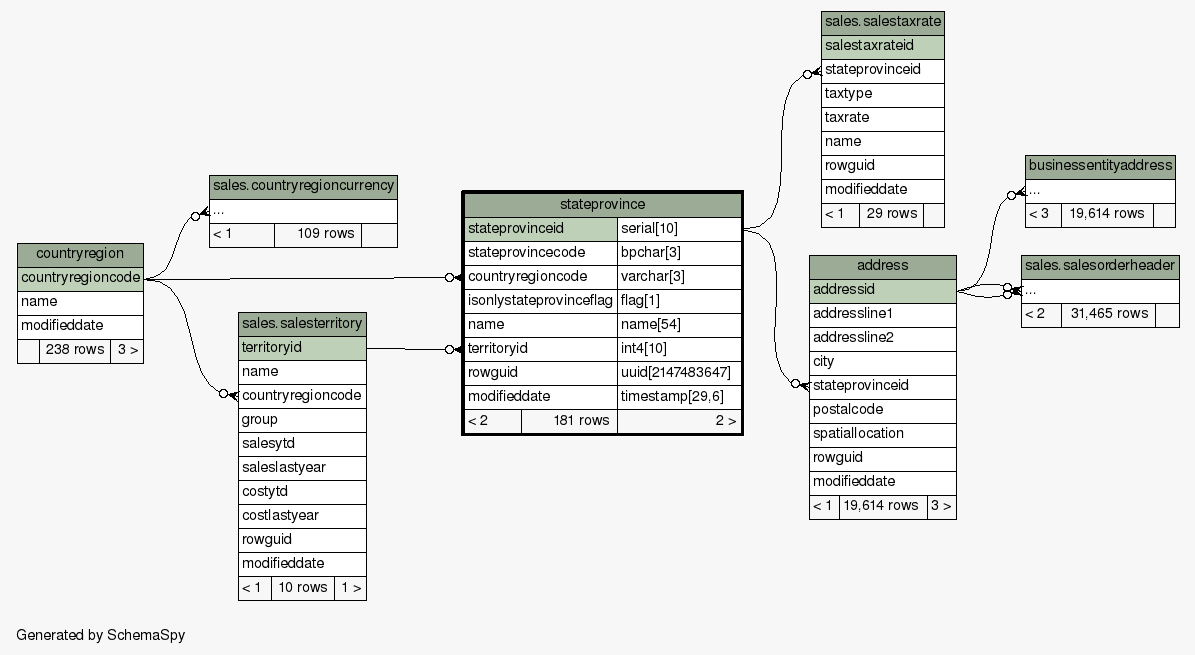 sales.salestaxrate
salestaxrateid
stateprovinceid
taxtype
taxrate
name
rowguid
modifieddate
< 1 29 rows
businessentityaddress
...
< 3 19,614 rows
sales.countryregioncurrency
...
< 1 109 rows
stateprovince
stateprovinceid serial[10]
stateprovincecode bpchar[3]
countryregioncode varchar[3]
isonlystateprovinceflag flag[1]
name name[54]
territoryid int4[10]
rowguid uuid[2147483647]
modifieddate timestamp[29,6]
< 2 181 rows 2 >
countryregion
countryregioncode
name
modifieddate
238 rows 3 >
address
addressid
addressline1
addressline2
city
stateprovinceid
postalcode
spatiallocation
rowguid
modifieddate
< 1 19,614 rows 3 >
sales.salesorderheader
...
< 2 31,465 rows
sales.salesterritory
territoryid
name
countryregioncode
group
salesytd
saleslastyear
costytd
costlastyear
rowguid
modifieddate
< 1 10 rows 1 >
Generated by SchemaSpy